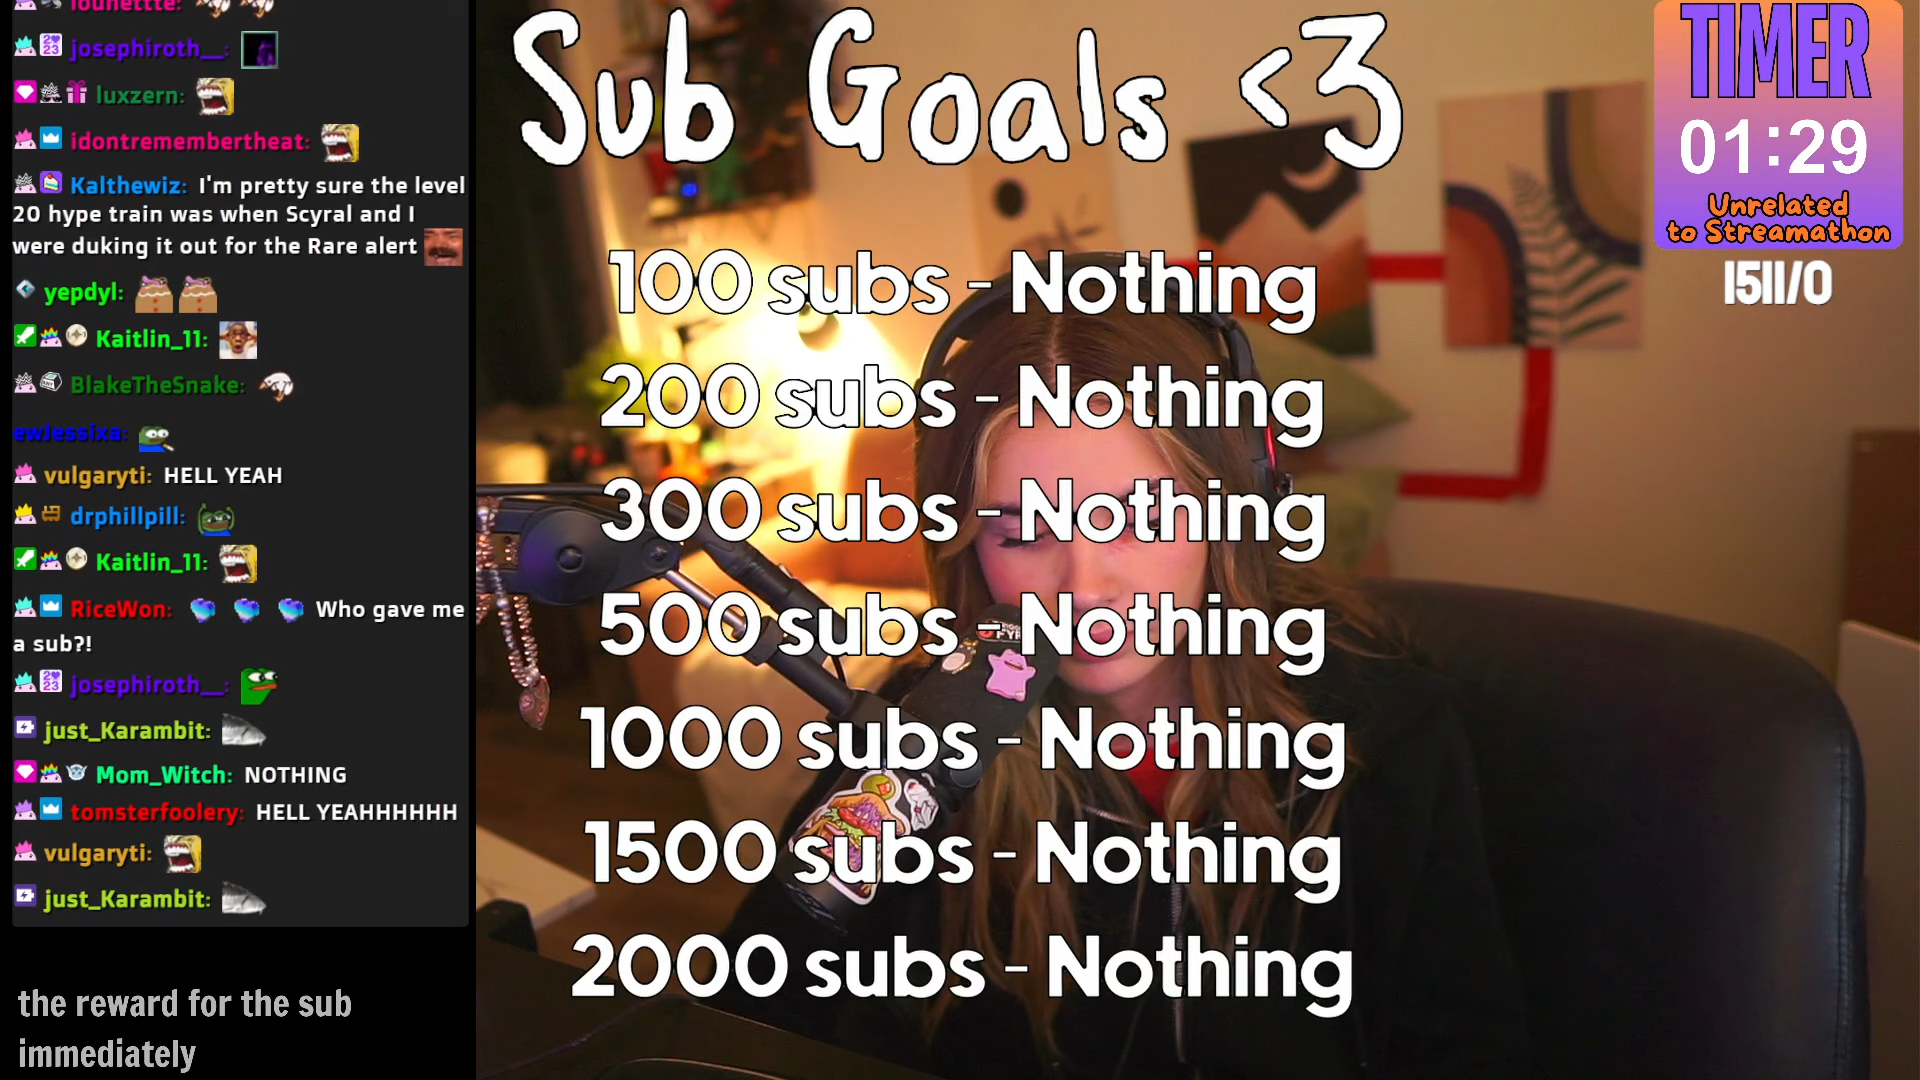 lounettte:
josephiroth__:
luxzern:
idontremembertheat:
Kalthewiz: I'm pretty sure the level
20 hype train was when Scyral and I
were duking it out for the Rare alert
yepdyl:
Kaitlin_11:
BlakeTheSnake:
ewJessixa:
vulgaryti: HELL YEAH
drphillpill:
Kaitlin_11:
RiceWon: Who gave me
a sub?!
josephiroth__:
just_Karambit:
Mom_Witch: NOTHING
tomsterfoolery: HELL YEAHHHHHH
vulgaryti:
just_Karambit:
the reward for the sub
immediately
Sub Goals <3
100 subs - Nothing
200 subs - Nothing
300 subs - Nothing
500 subs - Nothing
1000 subs - Nothing
1500 subs - Nothing
2000 subs - Nothing
TIMER
01:29
Unrelated
to Streamathon
1511/0